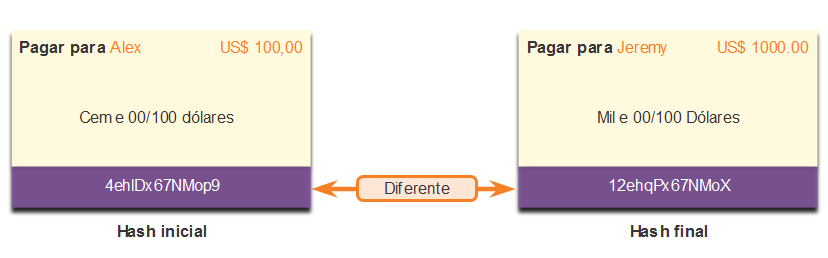 Pagar para Alex US$ 100,00
Cem e 00/100 dólares
4ehlDx67NMop9
Hash inicial
Diferente
Pagar para Jeremy US$ 1000.00
Mil e 00/100 Dólares
12ehqPx67NMoX
Hash final